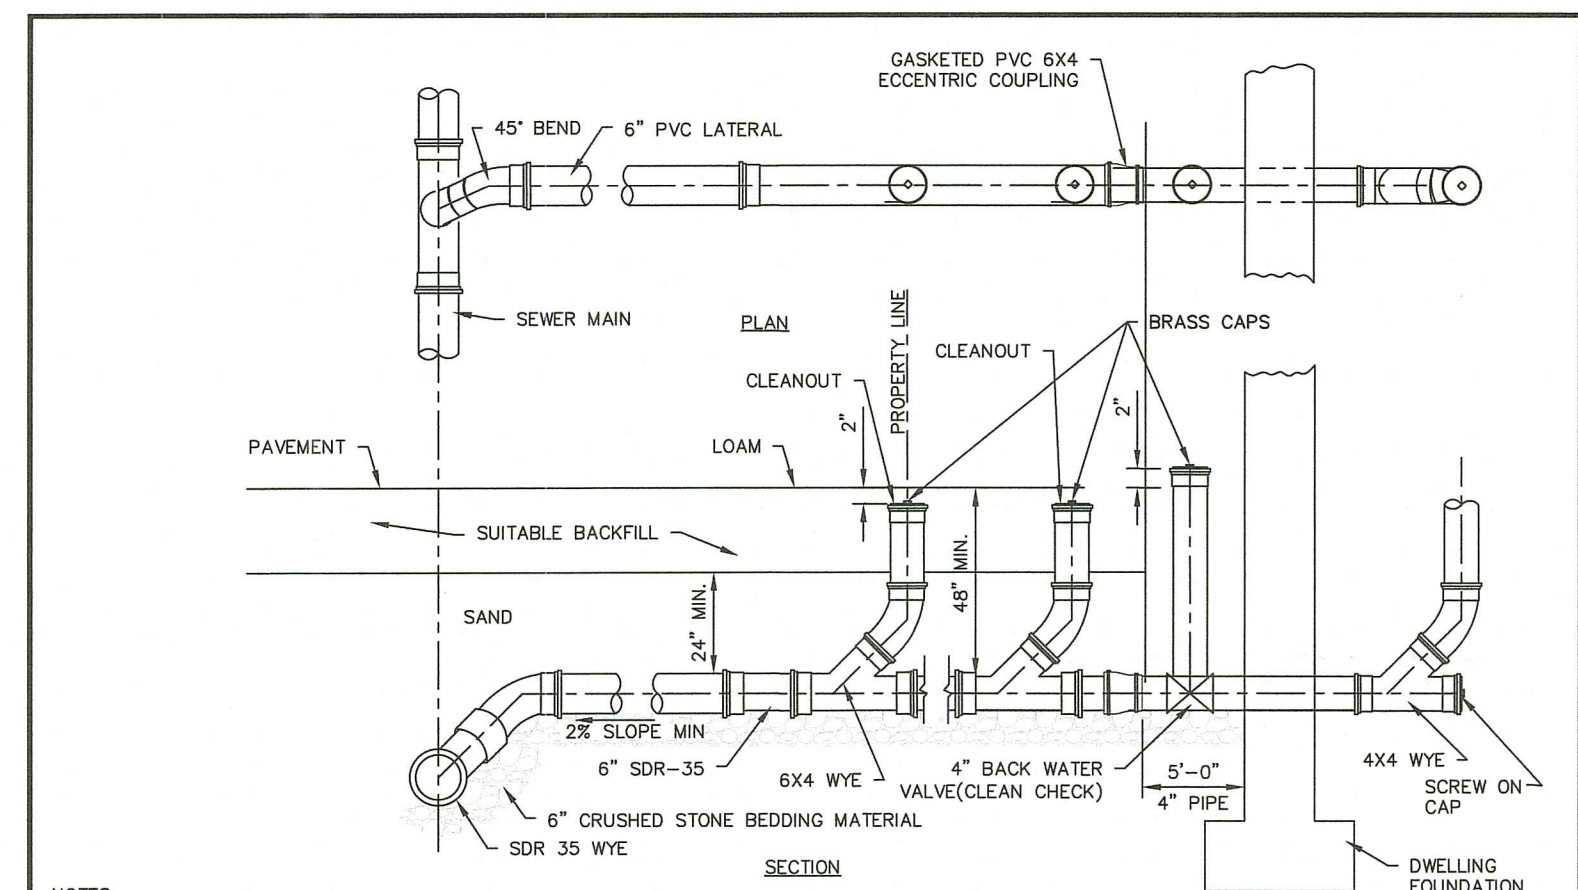 GASKETED PVC 6X4
ECCENTRIC COUPLING
45° BEND
6" PVC LATERAL
SEWER MAIN
PLAN
PROPERTY LINE
BRASS CAPS
CLEANOUT
CLEANOUT
2"
2"
PAVEMENT
LOAM
SUITABLE BACKFILL
48" MIN.
24" MIN.
SAND
2% SLOPE MIN
6" SDR-35
6X4 WYE
4" BACK WATER
VALVE(CLEAN CHECK)
5'-0"
4" PIPE
4X4 WYE
SCREW ON
CAP
6" CRUSHED STONE BEDDING MATERIAL
SDR 35 WYE
SECTION
DWELLING
FOUNDATION
NOTES